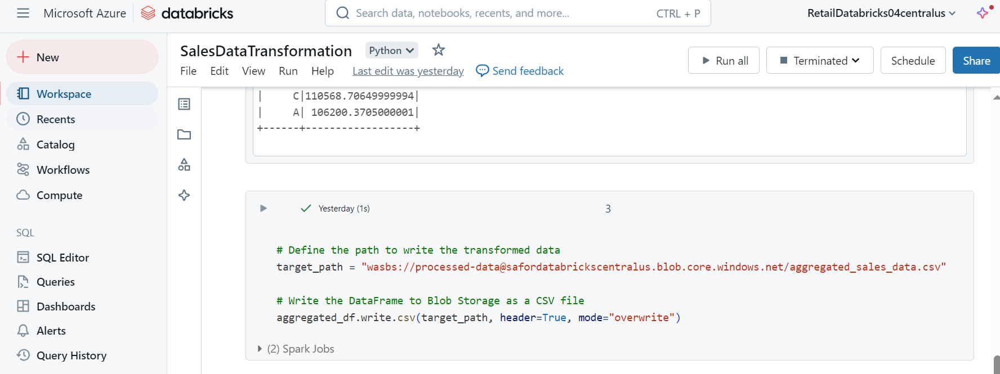 Microsoft Azure databricks Search data, notebooks, recents, and more... CTRL + P RetailDatabricks04centralus
New
Workspace
Recents
Catalog
Workflows
Compute
SQL
SQL Editor
Queries
Dashboards
Alerts
Query History
SalesDataTransformation Python
File Edit View Run Help Last edit was yesterday Send feedback
Run all Terminated Schedule Share
| C|110568.70649999994|
| A| 106200.3705000001|
+------+------------------+
Yesterday (1s) 3
# Define the path to write the transformed data
target_path = "wasbs://processed-data@safordatabrickscentralus.blob.core.windows.net/aggregated_sales_data.csv"
# Write the DataFrame to Blob Storage as a CSV file
aggregated_df.write.csv(target_path, header=True, mode="overwrite")
(2) Spark Jobs